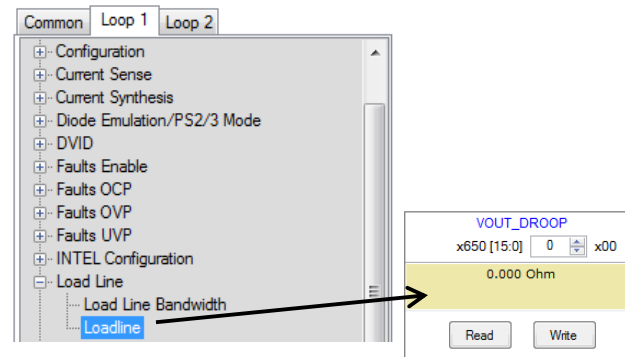 Common Loop 1 Loop 2
Configuration
Current Sense
Current Synthesis
Diode Emulation/PS2/3 Mode
DVID
Faults Enable
Faults OCP
Faults OVP
Faults UVP
INTEL Configuration
Load Line
Load Line Bandwidth
Loadline
VOUT_DROOP
x650 [15:0] 0 x00
0.000 Ohm
Read Write